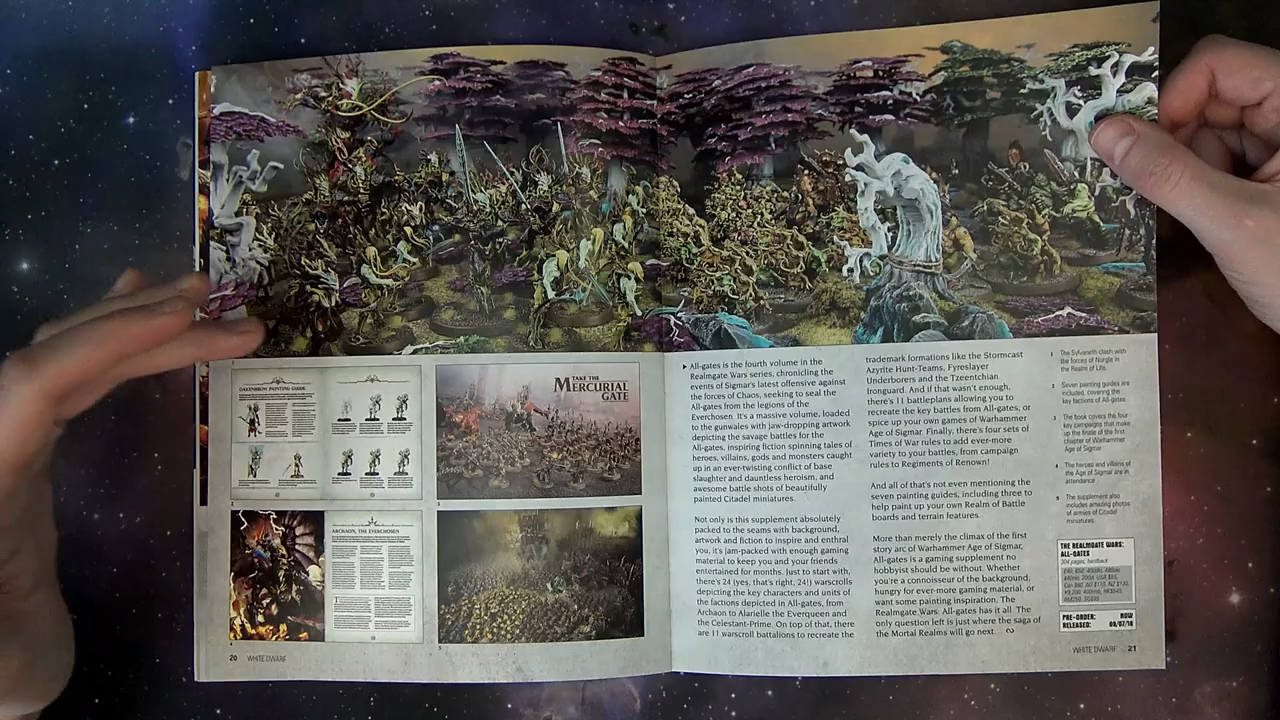 OAKENBROW PAINTING GUIDE
TAKE THE
MERCURIAL
GATE
ARCHAON, THE EVERCHOSEN
1
2
3
4
5
20 WHITE DWARF
All-gates is the fourth volume in the
Realmgate Wars series, chronicling the
events of Sigmar's latest offensive against
the forces of Chaos, seeking to seal the
All-gates from the legions of the
Everchosen. It's a massive volume, loaded
to the gunwales with jaw-dropping artwork
depicting the savage battles for the
All-gates, inspiring fiction spinning tales of
heroes, villains, gods and monsters caught
up in an ever-twisting conflict of base
slaughter and dauntless heroism, and
awesome battle shots of beautifully
painted Citadel miniatures.
Not only is this supplement absolutely
packed to the seams with background,
artwork and fiction to inspire and enthral
you, it's jam-packed with enough gaming
material to keep you and your friends
entertained for months. Just to start with,
there's 24 (yes, that's right, 24!) warscrolls
depicting the key characters and units of
the factions depicted in All-gates, from
Archaon to Alarielle the Everqueen and
the Celestant-Prime. On top of that, there
are 11 warscroll battalions to recreate the
trademark formations like the Stormcast
Azyrite Hunt-Teams, Fyreslayer
Underborers and the Tzeentchian
Ironguard. And if that wasn't enough,
there's 11 battleplans allowing you to
recreate the key battles from All-gates, or
spice up your own games of Warhammer
Age of Sigmar. Finally, there's four sets of
Times of War rules to add ever-more
variety to your battles, from campaign
rules to Regiments of Renown!
And all of that's not even mentioning the
seven painting guides, including three to
help paint up your own Realm of Battle
boards and terrain features.
More than merely the climax of the first
story arc of Warhammer Age of Sigmar,
All-gates is a gaming supplement no
hobbyist should be without. Whether
you're a connoisseur of the background,
hungry for ever-more gaming material, or
want some painting inspiration, The
Realmgate Wars: All-gates has it all. The
only question left is just where the saga of
the Mortal Realms will go next.
1 The Sylvaneth clash with
the forces of Nurgle in
the Realm of Life.
2 Seven painting guides are
included, covering the
key factions of All-gates.
3 The book covers the four
key campaigns that make
up the finale of the first
chapter of Warhammer
Age of Sigmar.
4 The heroes and villains of
the Age of Sigmar are in
attendance
5 The supplement also
includes amazing photos
of armies of Citadel
miniatures.
THE REALMGATE WARS:
ALL-GATES
304 pages, hardback
PRE-ORDER: NOW
RELEASED: 09/07/16
WHITE DWARF 21